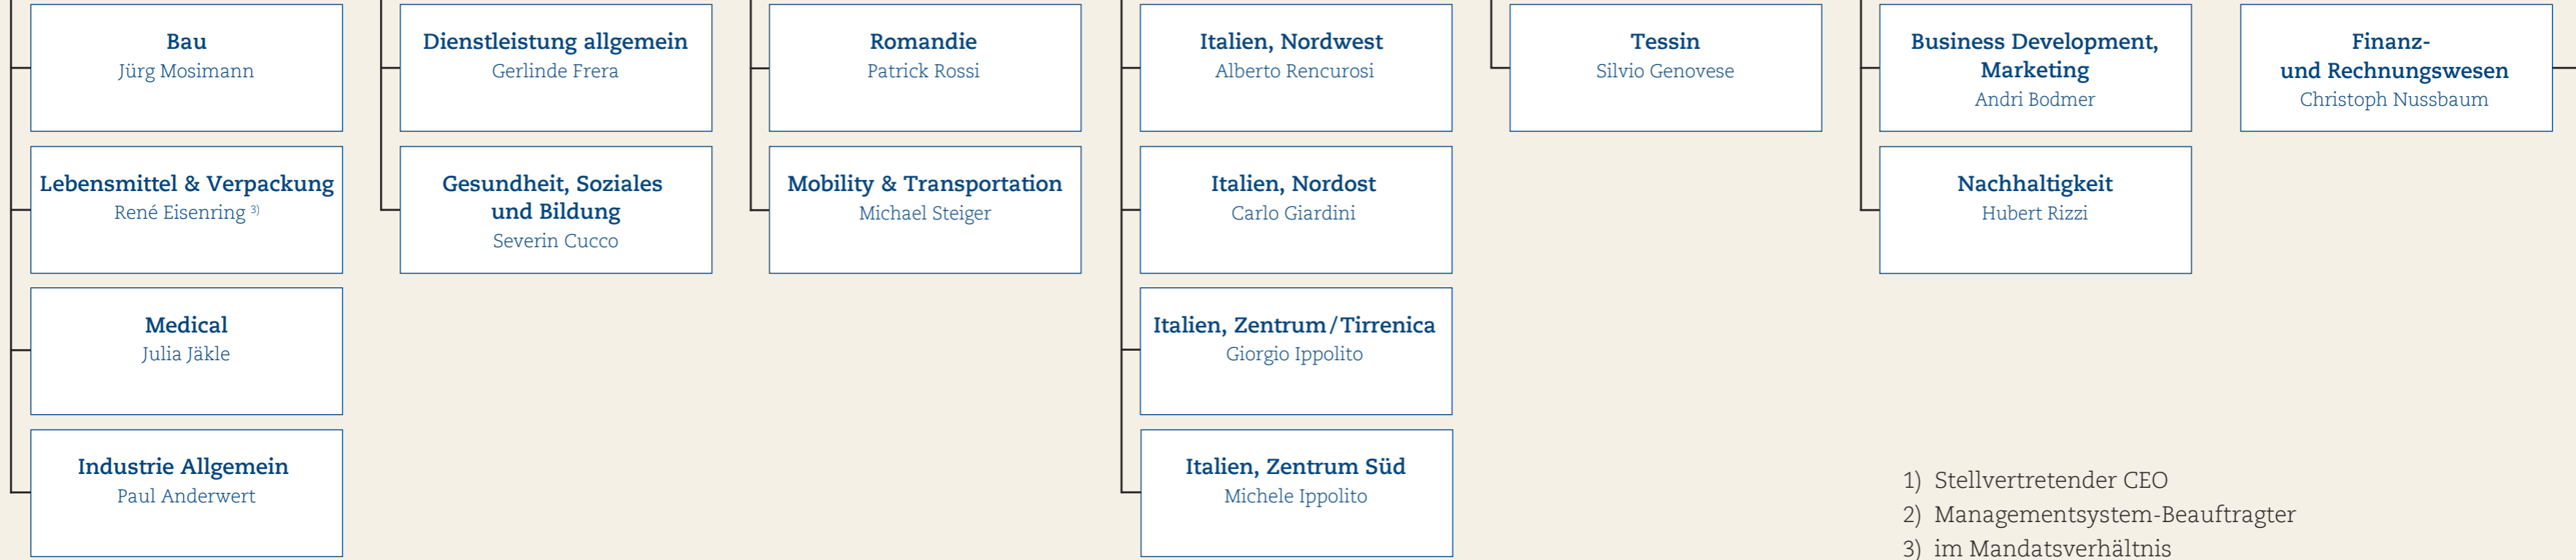 Bau
Jürg Mosimann
Lebensmittel & Verpackung
René Eisenring 3)
Medical
Julia Jäkle
Industrie Allgemein
Paul Anderwert
Dienstleistung allgemein
Gerlinde Frera
Gesundheit, Soziales
und Bildung
Severin Cucco
Romandie
Patrick Rossi
Mobility & Transportation
Michael Steiger
Italien, Nordwest
Alberto Rencurosi
Italien, Nordost
Carlo Giardini
Italien, Zentrum/Tirrenica
Giorgio Ippolito
Italien, Zentrum Süd
Michele Ippolito
Tessin
Silvio Genovese
Business Development,
Marketing
Andri Bodmer
Nachhaltigkeit
Hubert Rizzi
Finanz-
und Rechnungswesen
Christoph Nussbaum
1) Stellvertretender CEO
2) Managementsystem-Beauftragter
3) im Mandatsverhältnis